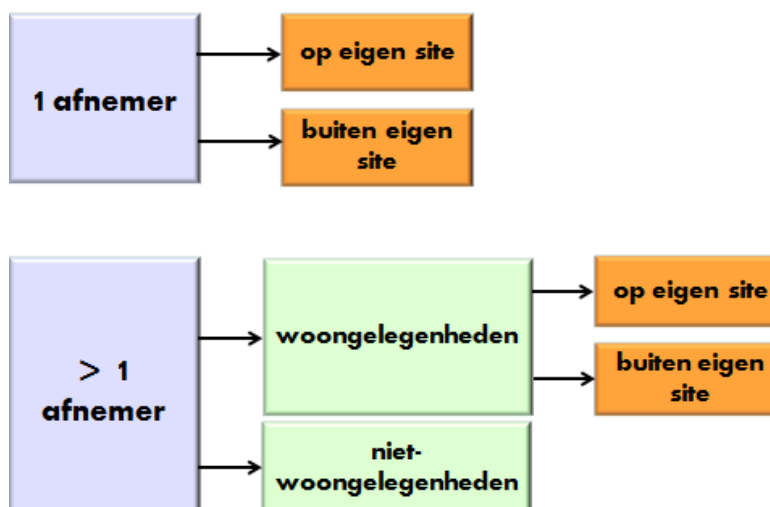 1 afnemer
op eigen site
buiten eigen
site
> 1
afnemer
woongelegenheden
op eigen site
buiten eigen
site
niet-
woongelegenheden